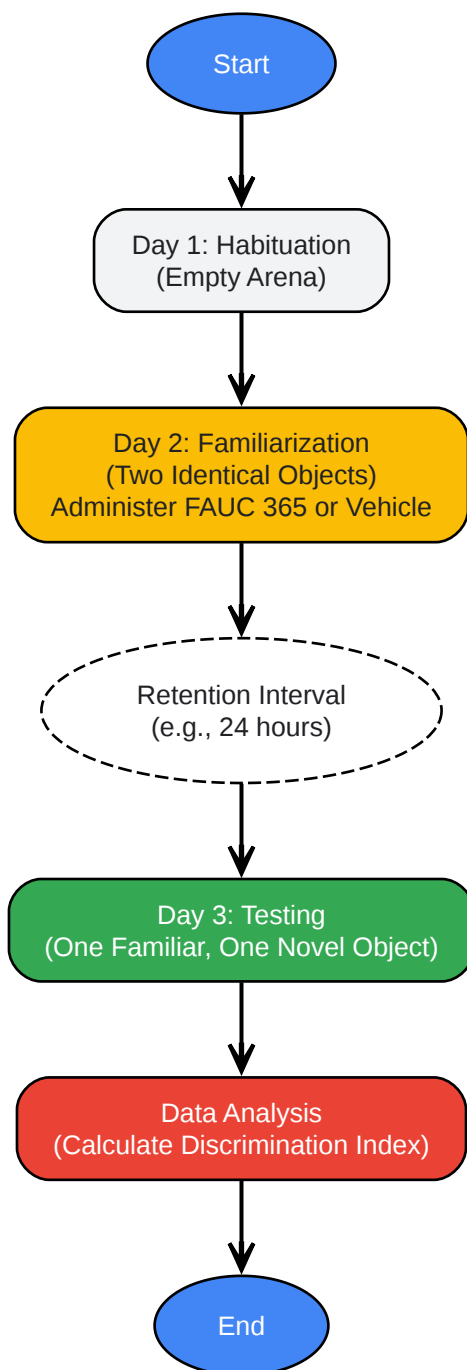 Start
Day 1: Habituation
(Empty Arena)
Day 2: Familiarization
(Two Identical Objects)
Administer FAUC 365 or Vehicle
Retention Interval
(e.g., 24 hours)
Day 3: Testing
(One Familiar, One Novel Object)
Data Analysis
(Calculate Discrimination Index)
End